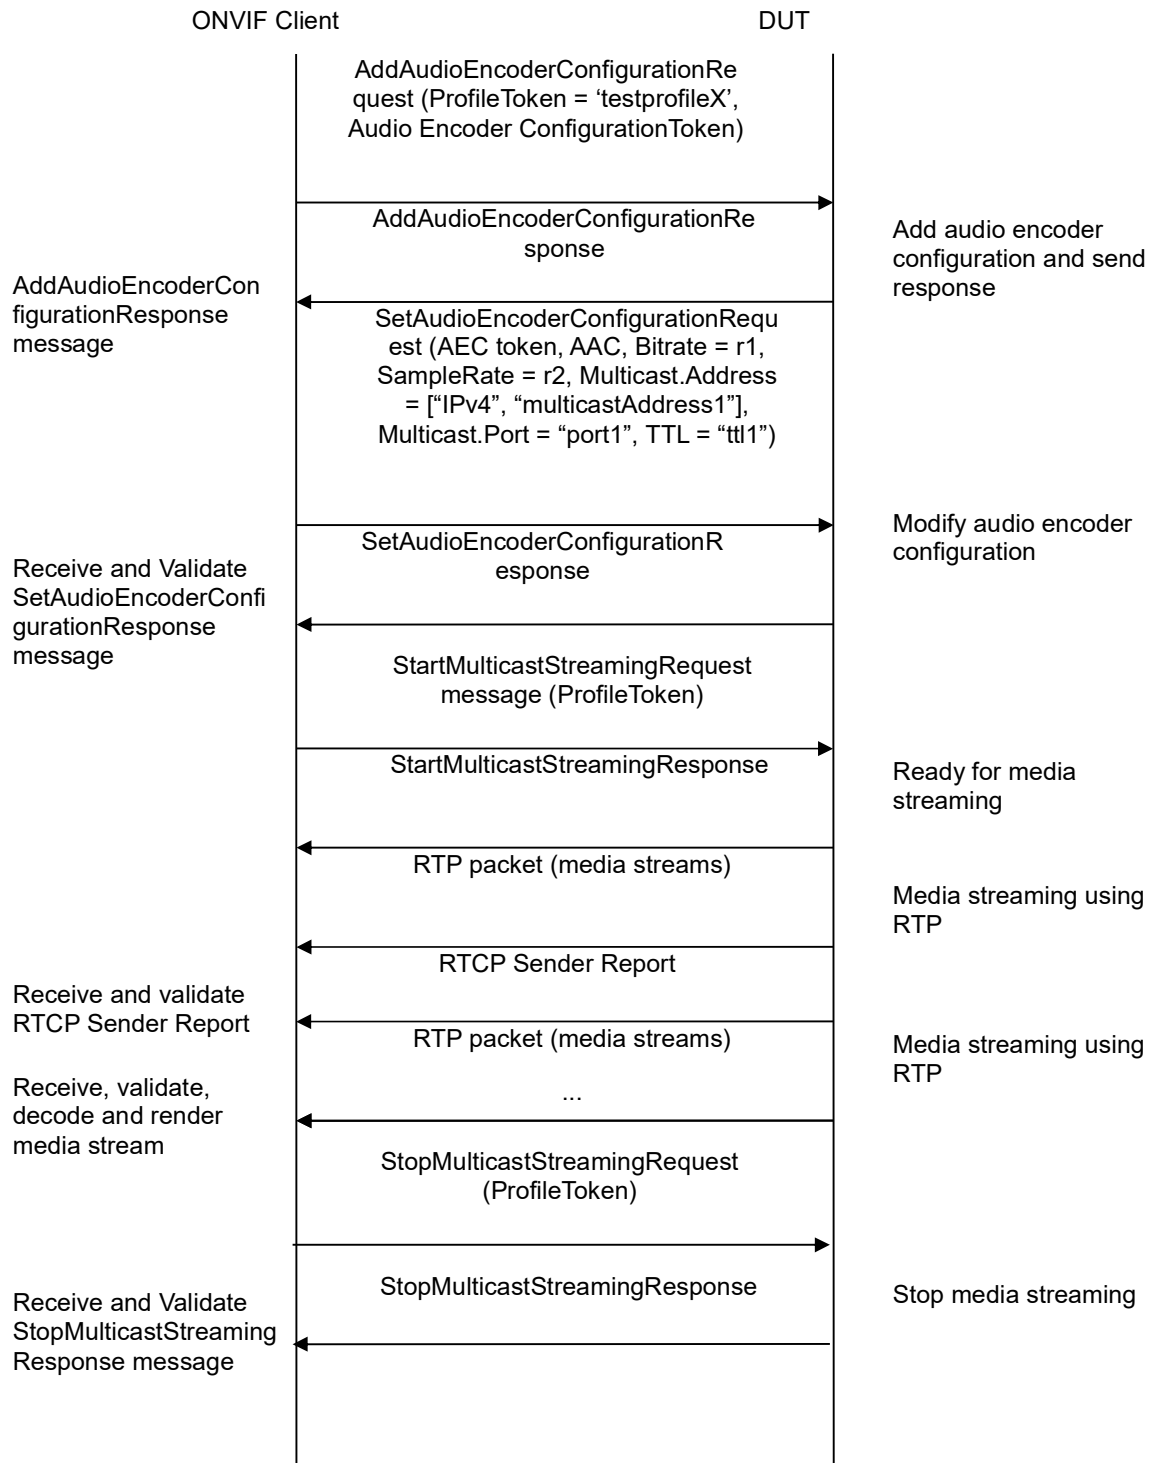 ONVIF Client
DUT
AddAudioEncoderConfigurationRe
quest (ProfileToken = ‘testprofileX’,
Audio Encoder ConfigurationToken)
AddAudioEncoderConfigurationRe
sponse
Add audio encoder
configuration and send
response
AddAudioEncoderCon
figurationResponse
message
SetAudioEncoderConfigurationRequ
est (AEC token, AAC, Bitrate = r1,
SampleRate = r2, Multicast.Address
= [“IPv4”, “multicastAddress1”],
Multicast.Port = “port1”, TTL = “ttl1”)
Modify audio encoder
configuration
SetAudioEncoderConfigurationR
esponse
Receive and Validate
SetAudioEncoderConfi
gurationResponse
message
StartMulticastStreamingRequest
message (ProfileToken)
StartMulticastStreamingResponse
Ready for media
streaming
RTP packet (media streams)
Media streaming using
RTP
RTCP Sender Report
Receive and validate
RTCP Sender Report
RTP packet (media streams)
Media streaming using
RTP
Receive, validate,
decode and render
media stream
...
StopMulticastStreamingRequest
(ProfileToken)
StopMulticastStreamingResponse
Stop media streaming
Receive and Validate
StopMulticastStreaming
Response message